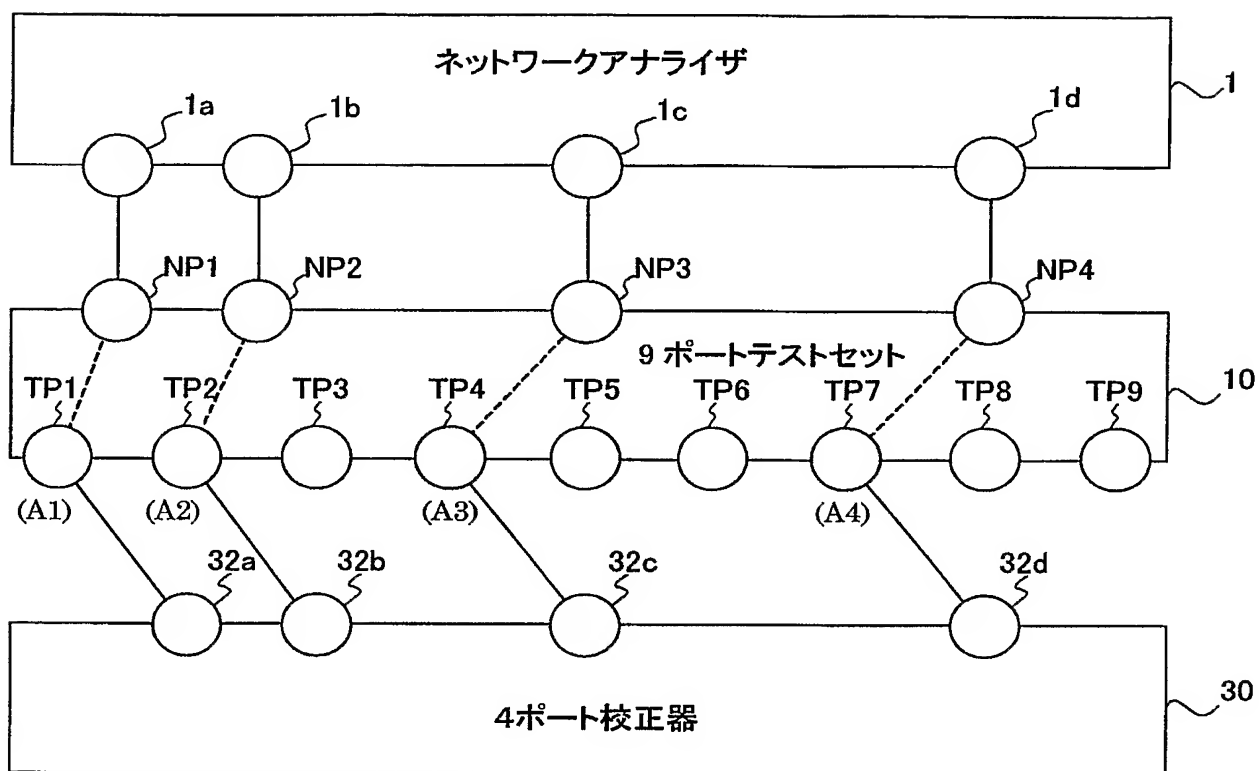 ネットワークアナライザ
1
1a 1b 1c 1d
NP1 NP2 NP3 NP4
9 ポートテストセット
10
TP1 TP2 TP3 TP4 TP5 TP6 TP7 TP8 TP9
(A1) (A2) (A3) (A4)
32a 32b 32c 32d
30
4ポート校正器